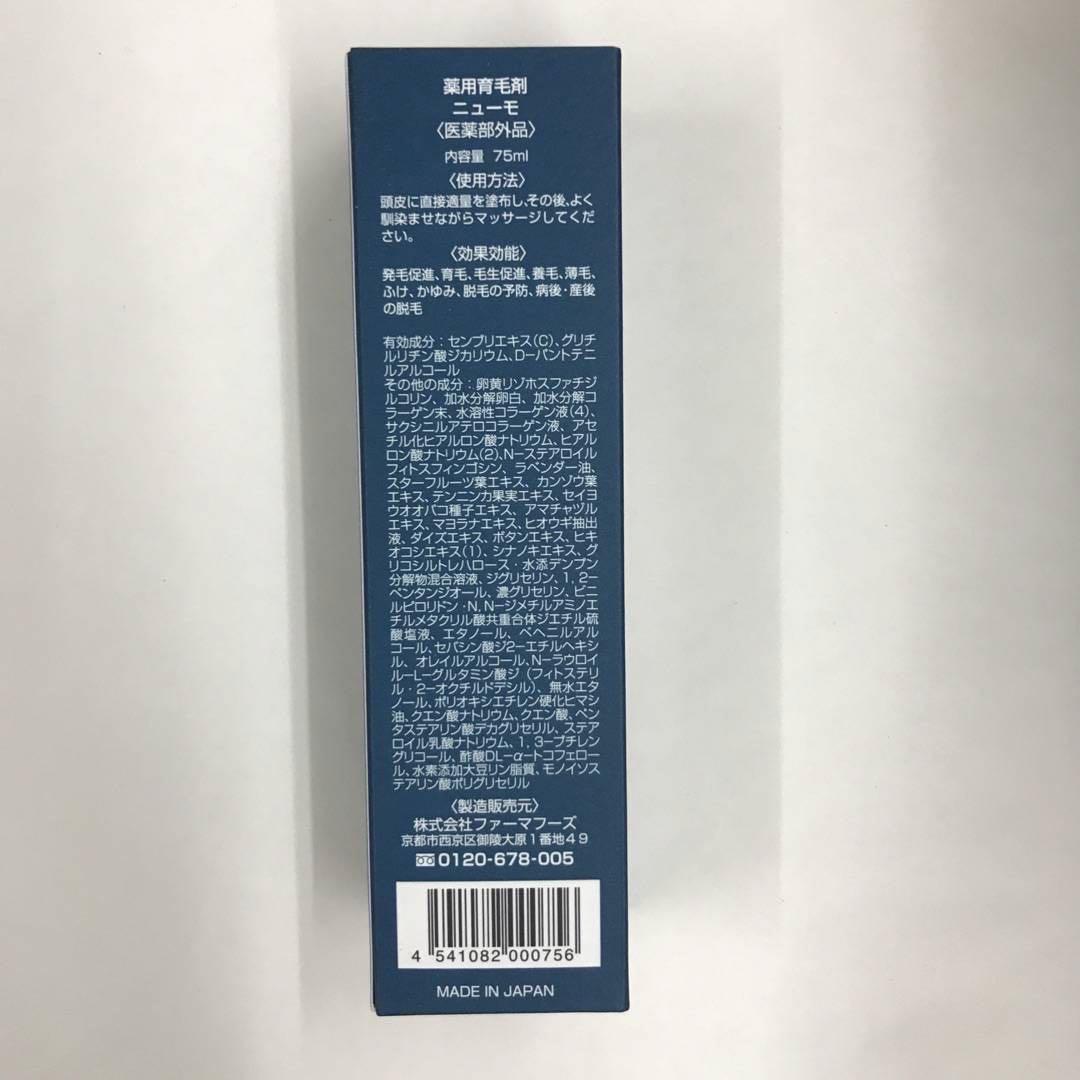 薬用育毛剤
ニューモ
〈医薬部外品〉
内容量 75ml
〈使用方法〉
頭皮に直接適量を塗布し、その後、よく
馴染ませながらマッサージしてくだ
さい。
〈効果効能〉
発毛促進、育毛、毛生促進、養毛、薄毛、
ふけ、かゆみ、脱毛の予防、病後・産後
の脱毛
有効成分：センブリエキス(C)、グリチ
ルリチン酸ジカリウム、D-パントテニ
ルアルコール
その他の成分：卵黄リゾホスファチジ
ルコリン、加水分解卵白、加水分解コ
ラーゲン末、水溶性コラーゲン液(4)、
サクシニルアテロコラーゲン液、アセ
チル化ヒアルロン酸ナトリウム、ヒアル
ロン酸ナトリウム(2)、N-ステアロイル
フィトスフィンゴシン、ラベンダー油、
スターフルーツ葉エキス、カンゾウ葉
エキス、テンニンカ果実エキス、セイヨ
ウオオバコ種子エキス、アマチャヅル
エキス、マヨラナエキス、ヒオウギ抽出
液、ダイズエキス、ボタンエキス、ヒキ
オコシエキス(1)、シナノキエキス、グ
リコシルトレハロース・水添デンプン
分解物混合溶液、ジグリセリン、1,2-
ペンタンジオール、濃グリセリン、ビニ
ルピロリドン・N,N-ジメチルアミノエ
チルメタクリル酸共重合体ジエチル硫
酸塩液、エタノール、ベヘニルアル
コール、セバシン酸ジ2-エチルヘキシ
ル、オレイルアルコール、N-ラウロイ
ル-L-グルタミン酸ジ（フィトステリ
ル・2-オクチルドデシル）、無水エタ
ノール、ポリオキシエチレン硬化ヒマシ
油、クエン酸ナトリウム、クエン酸、ペン
タステアリン酸デカグリセリル、ステア
ロイル乳酸ナトリウム、1,3-ブチレン
グリコール、酢酸DL-α-トコフェロー
ル、水素添加大豆リン脂質、モノイソス
テアリン酸ポリグリセリル
〈製造販売元〉
株式会社ファーマフーズ
京都市西京区御陵大原1番地49
0120-678-005
4 541082 000756
MADE IN JAPAN